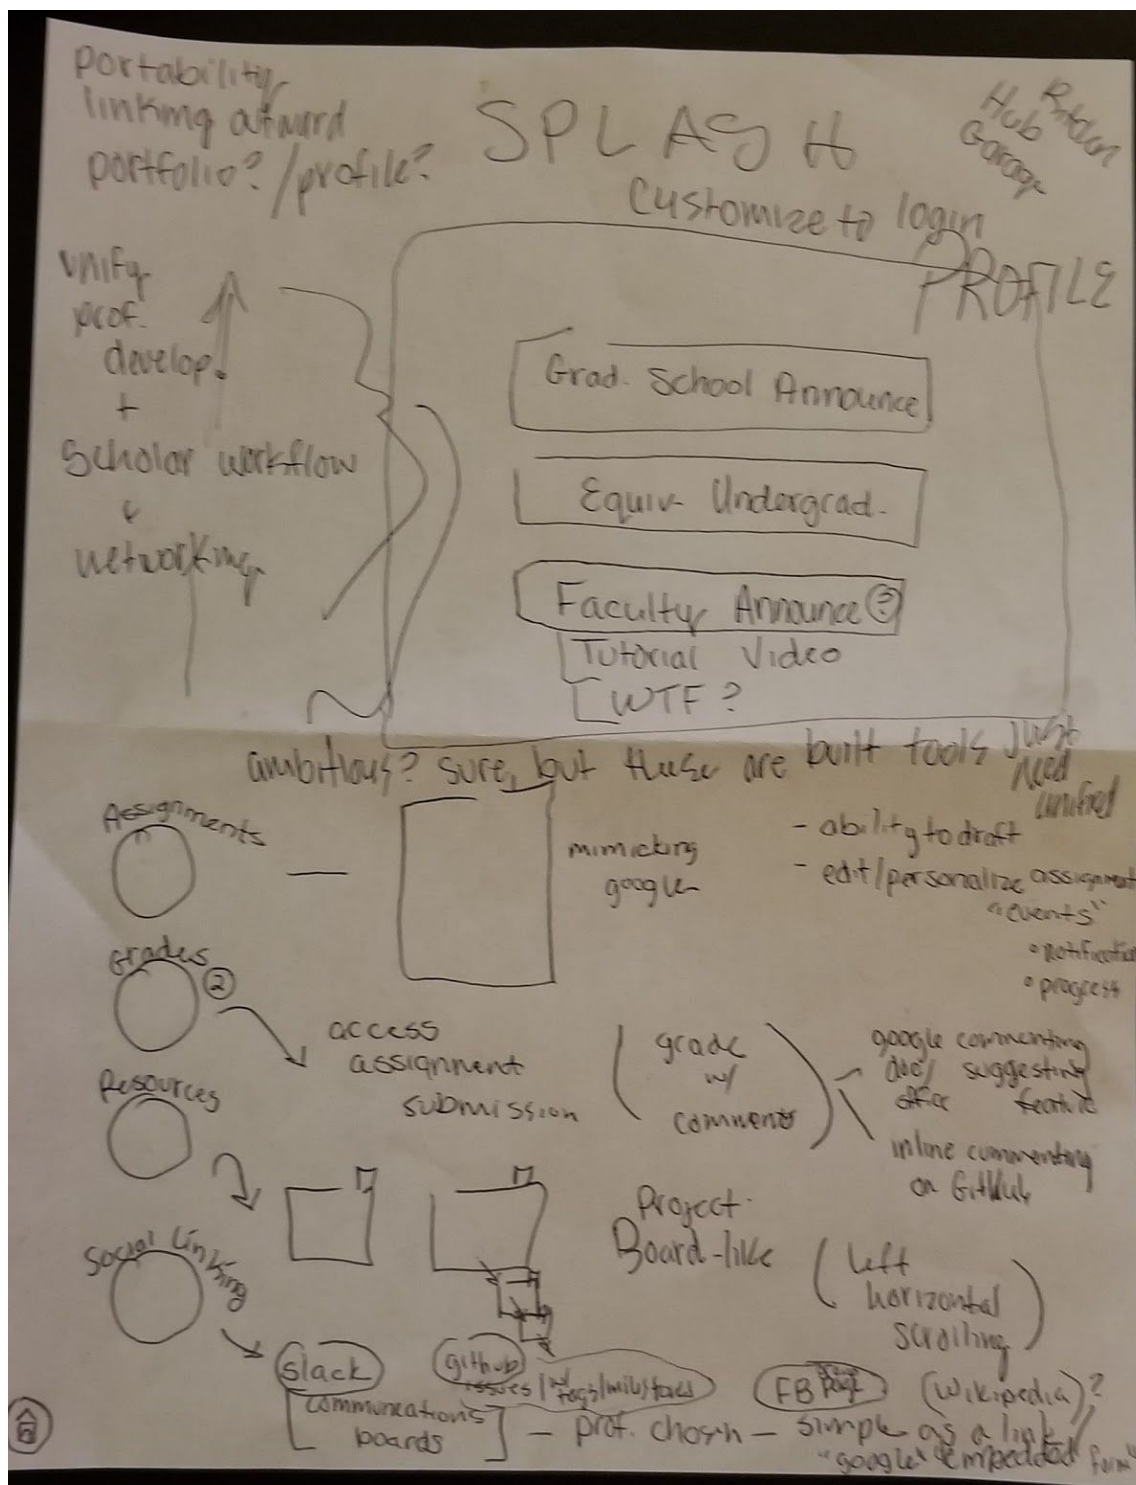 portability
linking
portfolio? / profile?
SPLASH
Hub
Garage
customize to login
PROFILE
unify
prof.
develop.
+
scholar workflow
networking
Grad. School Announce
Equiv. Undergrad.
Faculty Announce ?
Tutorial Video
WTF?
ambitious? sure, but these are built tools just
need
unified
Assignments
mimicking
google
- ability to draft
- edit/personalize assignment
"events"
• notification
• progress
Grades
2
access
assignment
submission
(grade
w/
comments)
google commenting
doc/ suggesting
office feature
inline commenting
on GitHub
Resources
Project
Board-like
(left
horizontal
scrolling)
Social Linking
slack
github
issues/ w/ tags/milestones
FB Page
(Wikipedia)?
[communications
boards]
- prof. chosen - simple as a link/
"google" embedded form"